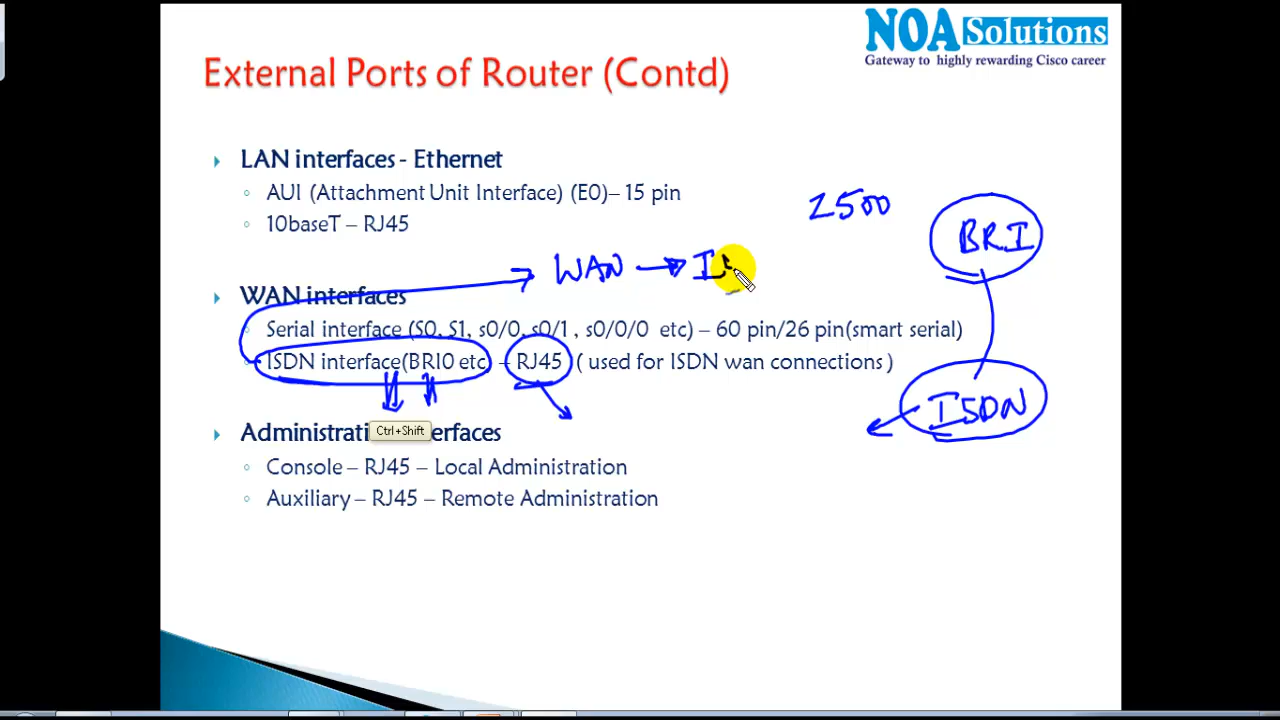 NOA Solutions
Gateway to highly rewarding Cisco career
External Ports of Router (Contd)
LAN interfaces - Ethernet
AUI (Attachment Unit Interface) (E0)– 15 pin
10baseT – RJ45
2500
BRI
WAN
WAN interfaces
Serial interface (S0, S1, s0/0, s0/1 , s0/0/0 etc) – 60 pin/26 pin(smart serial)
ISDN interface(BRI0 etc – RJ45 ( used for ISDN wan connections )
ISDN
Ctrl+Shift
Console – RJ45 – Local Administration
Auxiliary – RJ45 – Remote Administration